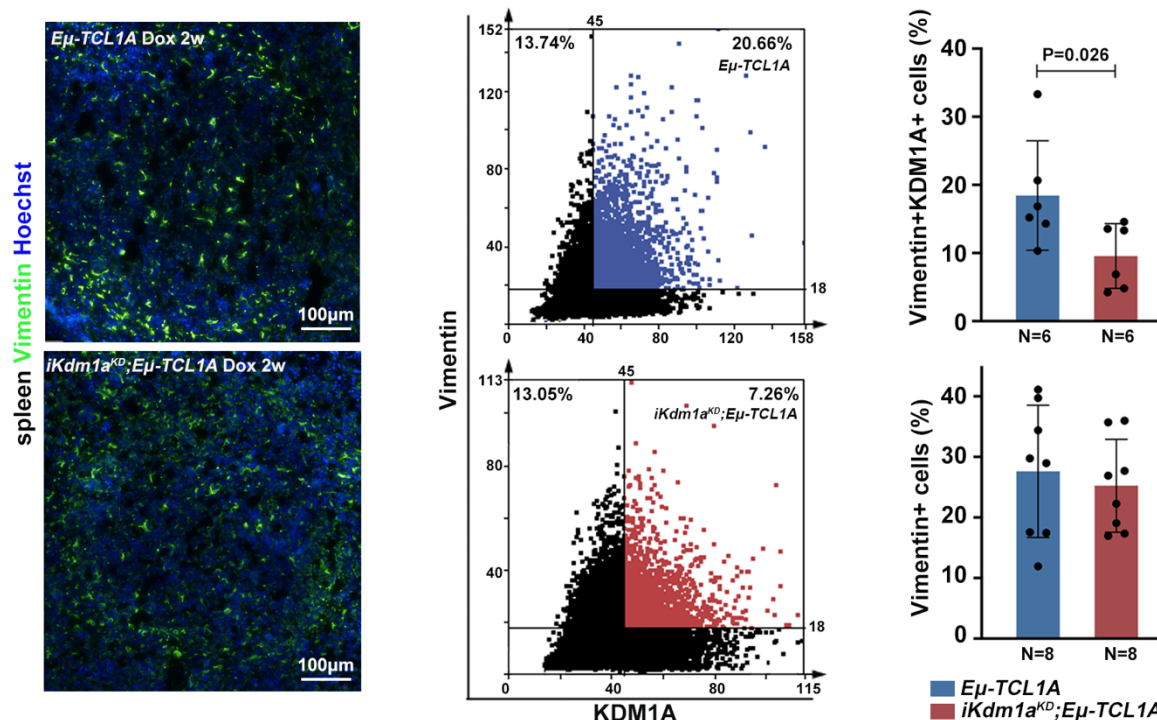 spleen Vimentin Hoechst
Eµ-TCL1A Dox 2w
100µm
iKdm1aKD;Eµ-TCL1A Dox 2w
100µm
Vimentin
45
152
13.74%
20.66%
Eµ-TCL1A
120
80
40
18
0
0
40
60
80
120
158
45
113
13.05%
7.26%
iKdm1aKD;Eµ-TCL1A
80
40
18
0
0
40
80
115
KDM1A
Vimentin+KDM1A+ cells (%)
40
P=0.026
30
20
10
0
N=6
N=6
Vimentin+ cells (%)
40
30
20
10
0
N=8
N=8
Eµ-TCL1A
iKdm1aKD;Eµ-TCL1A